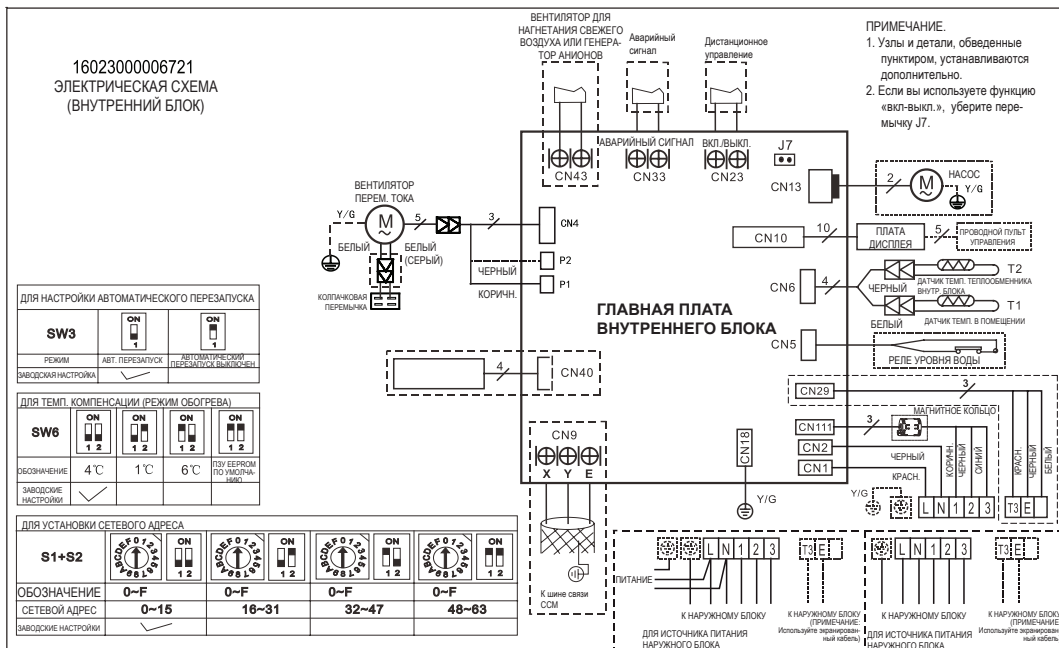 16023000006721
ЭЛЕКТРИЧЕСКАЯ СХЕМА
(ВНУТРЕННИЙ БЛОК)
ВЕНТИЛЯТОР ДЛЯ
НАГНЕТАНИЯ СВЕЖЕГО
ВОЗДУХА ИЛИ ГЕНЕРА-
ТОР АНИОНОВ
Аварийный
сигнал
Дистанционное
управление
ПРИМЕЧАНИЕ.
1. Узлы и детали, обведенные
пунктиром, устанавливаются
дополнительно.
2. Если вы используете функцию
«вкл-выкл.», уберите пере-
мычку J7.
CN43
АВАРИЙНЫЙ СИГНАЛ
CN33
ВКЛ./ВЫКЛ.
CN23
J7
CN13
2
M
НАСОС
Y/G
ВЕНТИЛЯТОР
ПЕРЕМ. ТОКА
Y/G
M
5
3
CN4
БЕЛЫЙ
БЕЛЫЙ
(СЕРЫЙ)
P2
ЧЕРНЫЙ
P1
КОРИЧН.
КОЛПАЧКОВАЯ
ПЕРЕМЫЧКА
CN10
10
ПЛАТА
ДИСПЛЕЯ
5
ПРОВОДНОЙ ПУЛЬТ
УПРАВЛЕНИЯ
CN6
4
ЧЕРНЫЙ
T2
ДАТЧИК ТЕМП. ТЕПЛООБМЕННИКА
ВНУТР. БЛОКА
T1
БЕЛЫЙ
ДАТЧИК ТЕМП. В ПОМЕЩЕНИИ
ГЛАВНАЯ ПЛАТА
ВНУТРЕННЕГО БЛОКА
CN5
РЕЛЕ УРОВНЯ ВОДЫ
4
CN40
CN29
3
CN111
3
МАГНИТНОЕ КОЛЬЦО
CN2
ЧЕРНЫЙ
CN1
КРАСН.
КОРИЧН.
ЧЕРНЫЙ
СИНИЙ
КРАСН.
ЧЕРНЫЙ
БЕЛЫЙ
Y/G
L N 1 2 3
T3 E
CN18
Y/G
CN9
X Y E
К шине связи
CCM
ДЛЯ НАСТРОЙКИ АВТОМАТИЧЕСКОГО ПЕРЕЗАПУСКА
SW3
ON
1
ON
1
РЕЖИМ
АВТ. ПЕРЕЗАПУСК
АВТОМАТИЧЕСКИЙ
ПЕРЕЗАПУСК ВЫКЛЮЧЕН
ЗАВОДСКАЯ НАСТРОЙКА
ДЛЯ ТЕМП. КОМПЕНСАЦИИ (РЕЖИМ ОБОГРЕВА)
SW6
ON
1 2
ON
1 2
ON
1 2
ON
1 2
ОБОЗНАЧЕНИЕ
4℃
1℃
6℃
ПЗУ EEPROM
ПО УМОЛЧА-
НИЮ
ЗАВОДСКИЕ
НАСТРОЙКИ
ДЛЯ УСТАНОВКИ СЕТЕВОГО АДРЕСА
S1+S2
0123456789ABCDEF
ON
1 2
0123456789ABCDEF
ON
1 2
0123456789ABCDEF
ON
1 2
0123456789ABCDEF
ON
1 2
ОБОЗНАЧЕНИЕ
0~F
0~F
0~F
0~F
СЕТЕВОЙ АДРЕС
0~15
16~31
32~47
48~63
ЗАВОДСКИЕ НАСТРОЙКИ
L N 1 2 3
T3 E
ПИТАНИЕ
К НАРУЖНОМУ БЛОКУ
К НАРУЖНОМУ БЛОКУ
(ПРИМЕЧАНИЕ:
Используйте экранирован-
ный кабель)
ДЛЯ ИСТОЧНИКА ПИТАНИЯ
НАРУЖНОГО БЛОКА
L N 1 2 3
T3 E
К НАРУЖНОМУ БЛОКУ
К НАРУЖНОМУ БЛОКУ
(ПРИМЕЧАНИЕ:
Используйте экранирован-
ный кабель)
ДЛЯ ИСТОЧНИКА ПИТАНИЯ
НАРУЖНОГО БЛОКА